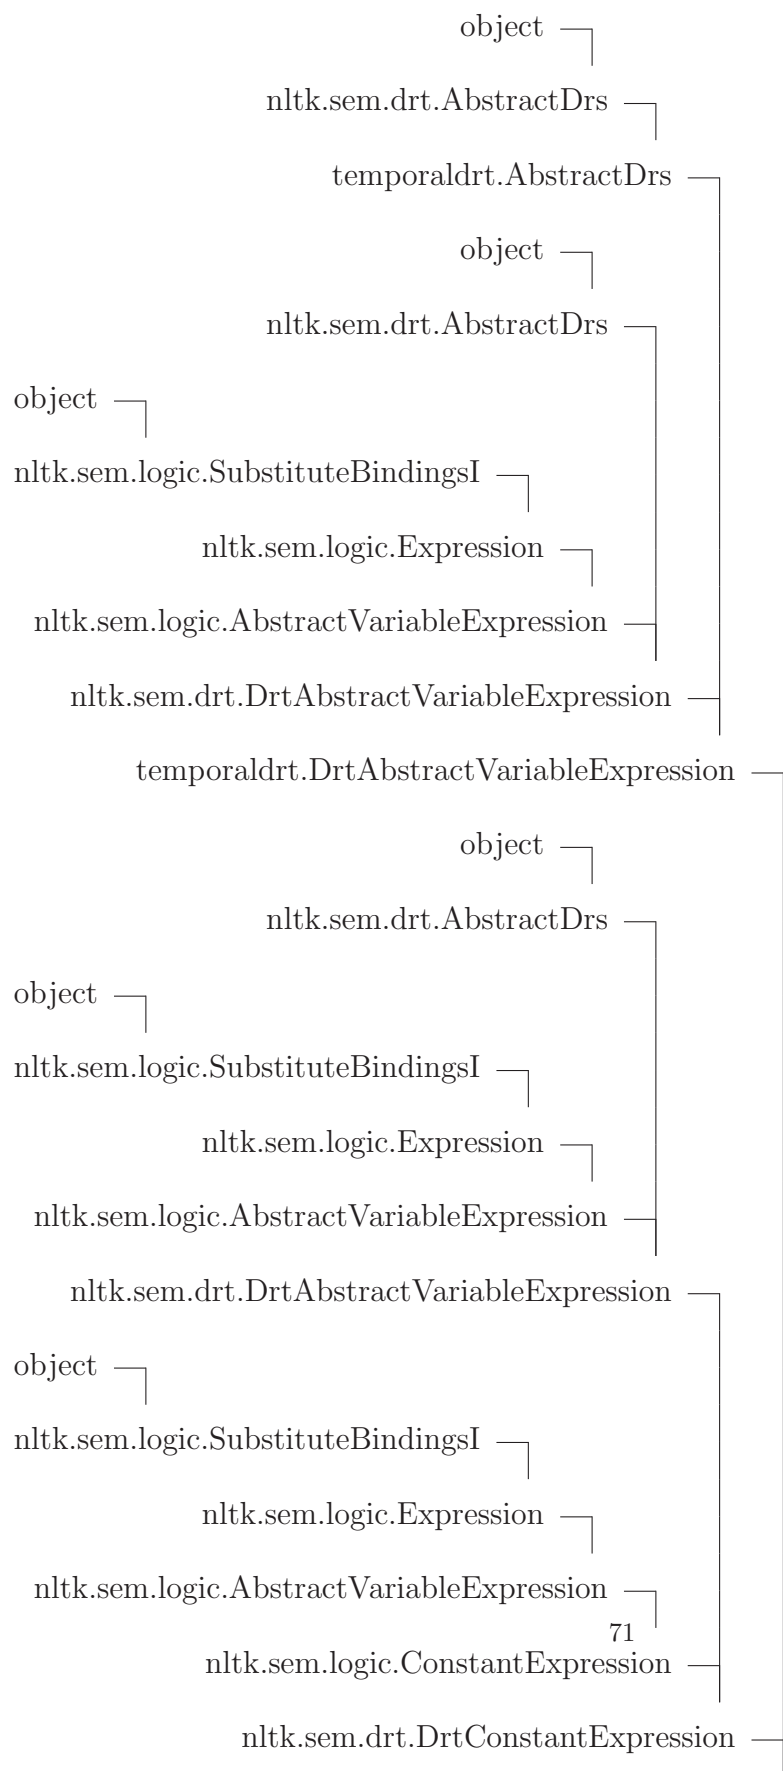 object
nltk.sem.drt.AbstractDrs
temporaldrt.AbstractDrs
object
nltk.sem.drt.AbstractDrs
object
nltk.sem.logic.SubstituteBindingsI
nltk.sem.logic.Expression
nltk.sem.logic.AbstractVariableExpression
nltk.sem.drt.DrtAbstractVariableExpression
temporaldrt.DrtAbstractVariableExpression
object
nltk.sem.drt.AbstractDrs
object
nltk.sem.logic.SubstituteBindingsI
nltk.sem.logic.Expression
nltk.sem.logic.AbstractVariableExpression
nltk.sem.drt.DrtAbstractVariableExpression
object
nltk.sem.logic.SubstituteBindingsI
nltk.sem.logic.Expression
nltk.sem.logic.AbstractVariableExpression
71
nltk.sem.logic.ConstantExpression
nltk.sem.drt.DrtConstantExpression